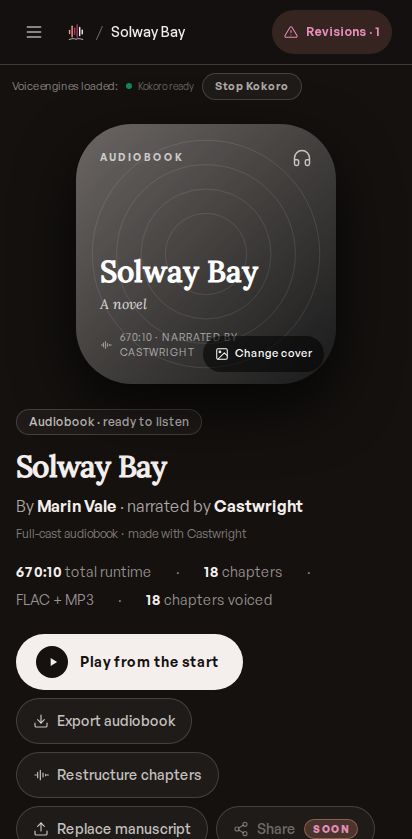 / Solway Bay
Revisions · 1
Voice engines loaded: Kokoro ready Stop Kokoro
AUDIOBOOK
Solway Bay
A novel
670:10 · NARRATED BY
CASTWRIGHT
Change cover
Audiobook · ready to listen
Solway Bay
By Marin Vale · narrated by Castwright
Full-cast audiobook · made with Castwright
670:10 total runtime · 18 chapters ·
FLAC + MP3 · 18 chapters voiced
Play from the start
Export audiobook
Restructure chapters
Replace manuscript
Share SOON